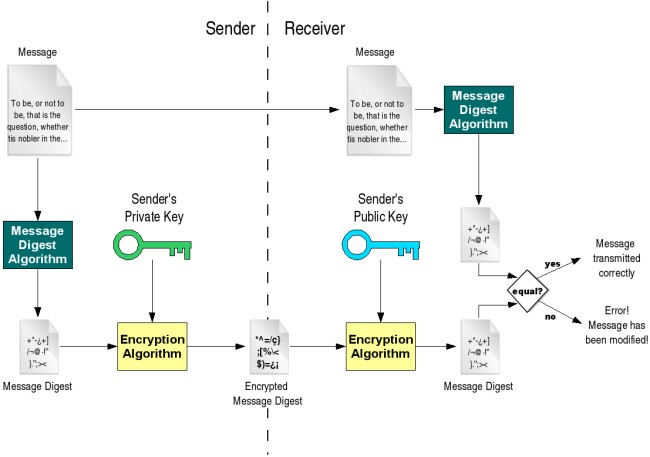 Sender
Receiver
Message
To be, or not to
be, that is the
question, whether
tis nobler in the...
Message
To be, or not to
be, that is the
question, whether
tis nobler in the...
Message
Digest
Algorithm
Sender's
Private Key
Sender's
Public Key
+*-¿+]
/¬@-!"
}.";><
Message
Digest
Algorithm
equal?
yes
no
Message
transmitted
correctly
Error!
Message has
been modified!
+*-¿+]
/¬@-!"
}.";><
Message Digest
Encryption
Algorithm
*^=/ç}
;[%\<
$)=¿¡
Encrypted
Message Digest
Encryption
Algorithm
+*-¿+]
/¬@-!"
}.";><
Message Digest